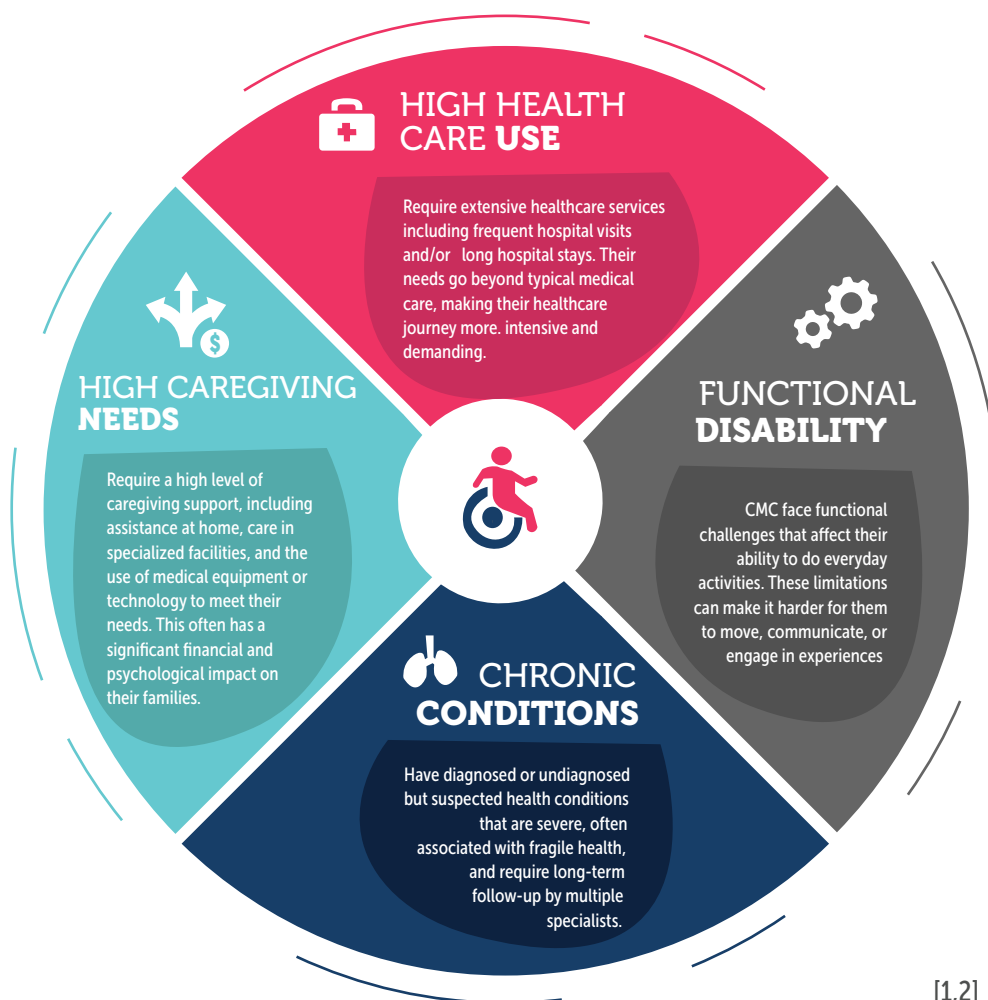 HIGH HEALTH
CARE USE
Require extensive healthcare services
including frequent hospital visits
and/or long hospital stays. Their
needs go beyond typical medical
care, making their healthcare
journey more. intensive and
demanding.
HIGH CAREGIVING
NEEDS
$
Require a high level of
caregiving support, including
assistance at home, care in
specialized facilities, and the
use of medical equipment or
technology to meet their
needs. This often has a
significant financial and
psychological impact on
their families.
FUNCTIONAL
DISABILITY
CMC face functional
challenges that affect their
ability to do everyday
activities. These limitations
can make it harder for them
to move, communicate, or
engage in experiences
CHRONIC
CONDITIONS
Have diagnosed or undiagnosed
but suspected health conditions
that are severe, often
associated with fragile health,
and require long-term
follow-up by multiple
specialists.
[1,2]